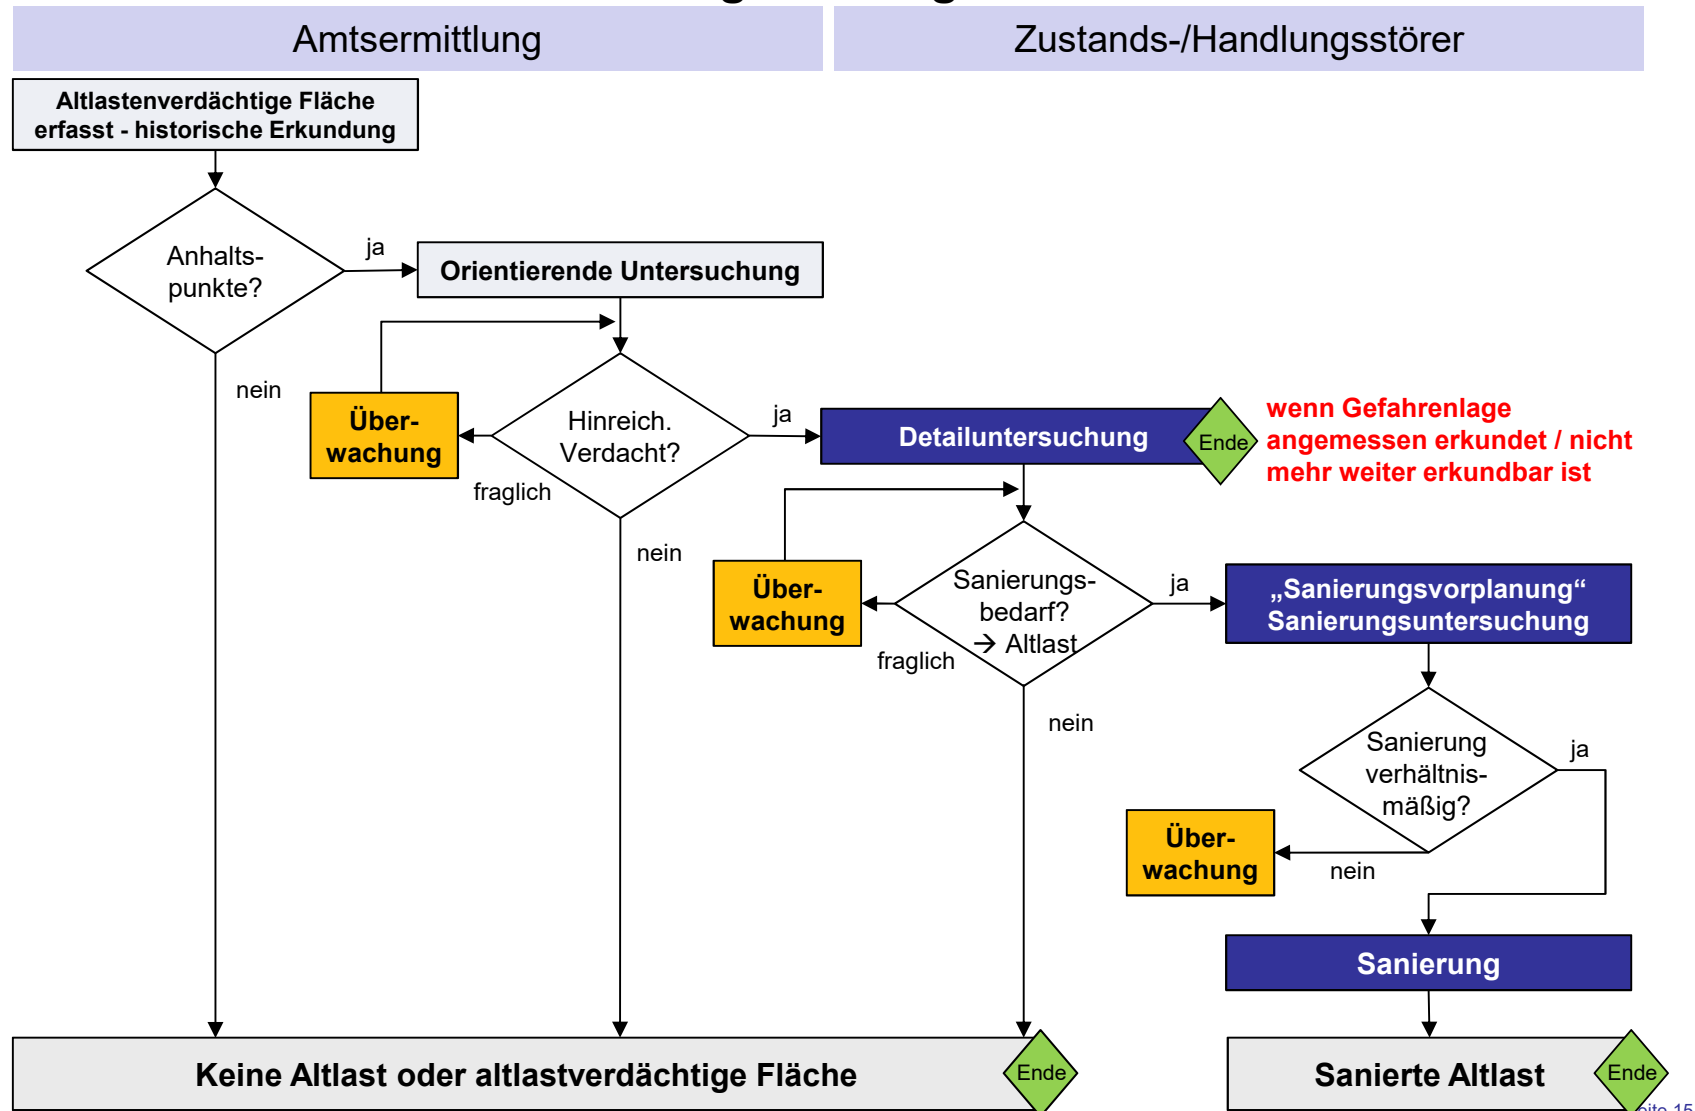 Amtsermittlung
Zustands-/Handlungsstörer
Altlastenverdächtige Fläche
erfasst - historische Erkundung
Anhalts-
punkte?
ja
Orientierende Untersuchung
nein
Über-
wachung
Hinreich.
Verdacht?
fraglich
ja
Detailuntersuchung
Ende
wenn Gefahrenlage
angemessen erkundet / nicht
mehr weiter erkundbar ist
nein
Über-
wachung
Sanierungs-
bedarf?
→ Altlast
fraglich
ja
„Sanierungsvorplanung“
Sanierungsuntersuchung
nein
Sanierung
verhältnis-
mäßig?
ja
Über-
wachung
nein
Sanierung
Keine Altlast oder altlastverdächtige Fläche
Ende
Sanierte Altlast
Ende
15